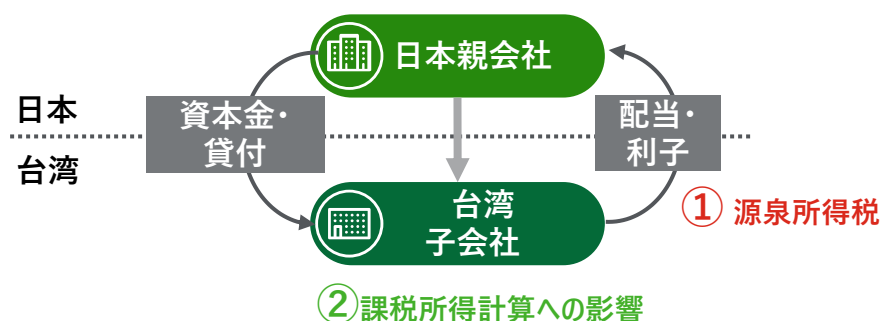 日本親会社
日本
資本金・
貸付
配当・
利子
台湾
台湾
子会社
① 源泉所得税
②課税所得計算への影響